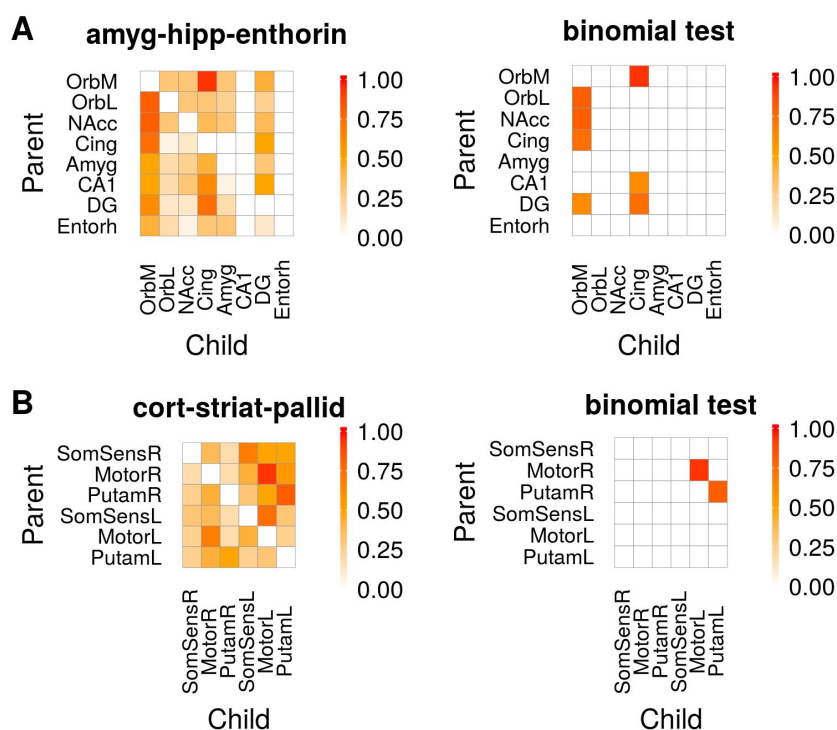 A
amyg-hipp-enthorin
OrbM
OrbL
NAcc
Cing
Amyg
CA1
DG
Entorh
Parent
OrbM
OrbL
NAcc
Cing
Amyg
CA1
DG
Entorh
Child
1.00
0.75
0.50
0.25
0.00
binomial test
OrbM
OrbL
NAcc
Cing
Amyg
CA1
DG
Entorh
Parent
OrbM
OrbL
NAcc
Cing
Amyg
CA1
DG
Entorh
Child
1.00
0.75
0.50
0.25
0.00
B
cort-striat-pallid
SomSensR
MotorR
PutamR
SomSensL
MotorL
PutamL
Parent
SomSensR
MotorR
PutamR
SomSensL
MotorL
PutamL
Child
1.00
0.75
0.50
0.25
0.00
binomial test
SomSensR
MotorR
PutamR
SomSensL
MotorL
PutamL
Parent
SomSensR
MotorR
PutamR
SomSensL
MotorL
PutamL
Child
1.00
0.75
0.50
0.25
0.00